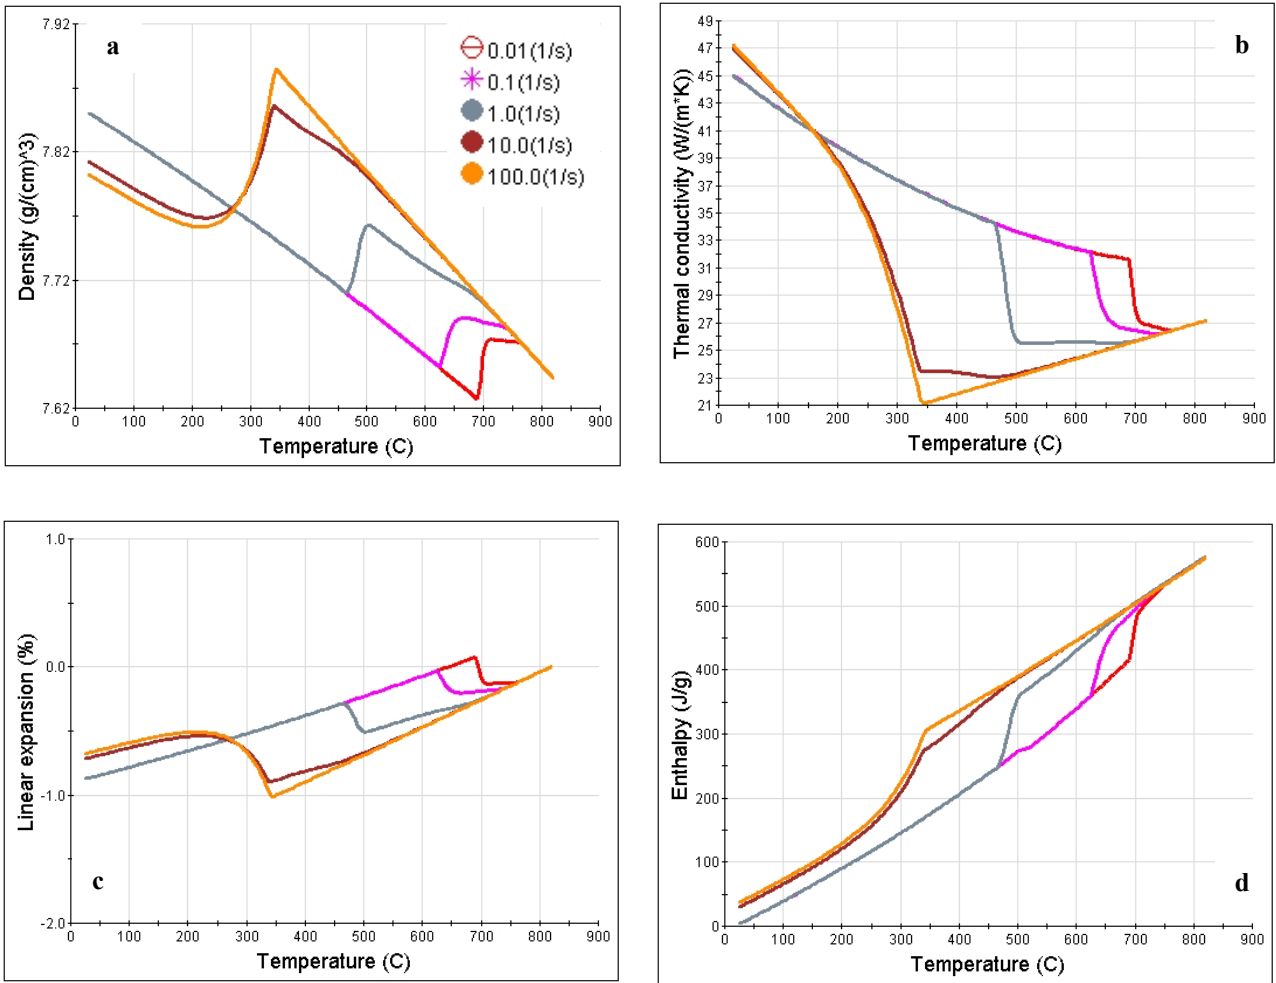 a
7.92
7.82
7.72
7.62
Density (g/(cm)^3)
0.01(1/s)
0.1(1/s)
1.0(1/s)
10.0(1/s)
100.0(1/s)
0 100 200 300 400 500 600 700 800 900
Temperature (C)
b
49
47
45
43
41
39
37
35
33
31
29
27
25
23
21
Thermal conductivity (W/(m*K))
0 100 200 300 400 500 600 700 800 900
Temperature (C)
c
1.0
0.0
-1.0
-2.0
Linear expansion (%)
0 100 200 300 400 500 600 700 800 900
Temperature (C)
d
600
500
400
300
200
100
0
Enthalpy (J/g)
0 100 200 300 400 500 600 700 800 900
Temperature (C)